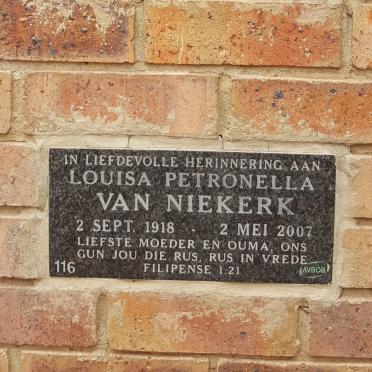 IN LIEFDEVOLLE HERINNERING AAN
LOUISA PETRONELLA
VAN NIEKERK
2 SEPT. 1918 - 2 MEI 2007
LIEFSTE MOEDER EN OUMA, ONS
GUN JOU DIE RUS, RUS IN VREDE
FILIPENSE 1:21
116
AVBOB